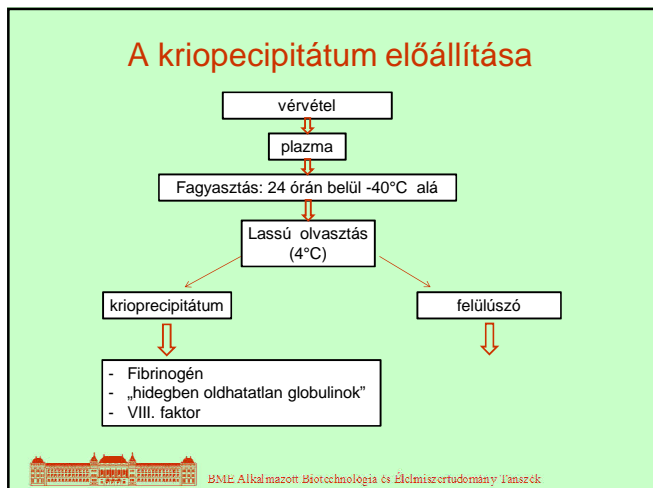 A kriopecipitátum előállítása
vérvétel
plazma
Fagyasztás: 24 órán belül -40°C alá
Lassú olvasztás
(4°C)
krioprecipitátum
felülúszó
- Fibrinogén
- „hidegben oldhatatlan globulinok”
- VIII. faktor
BME Alkalmazott Biotechnológia és Élelmiszertudomány Tanszék